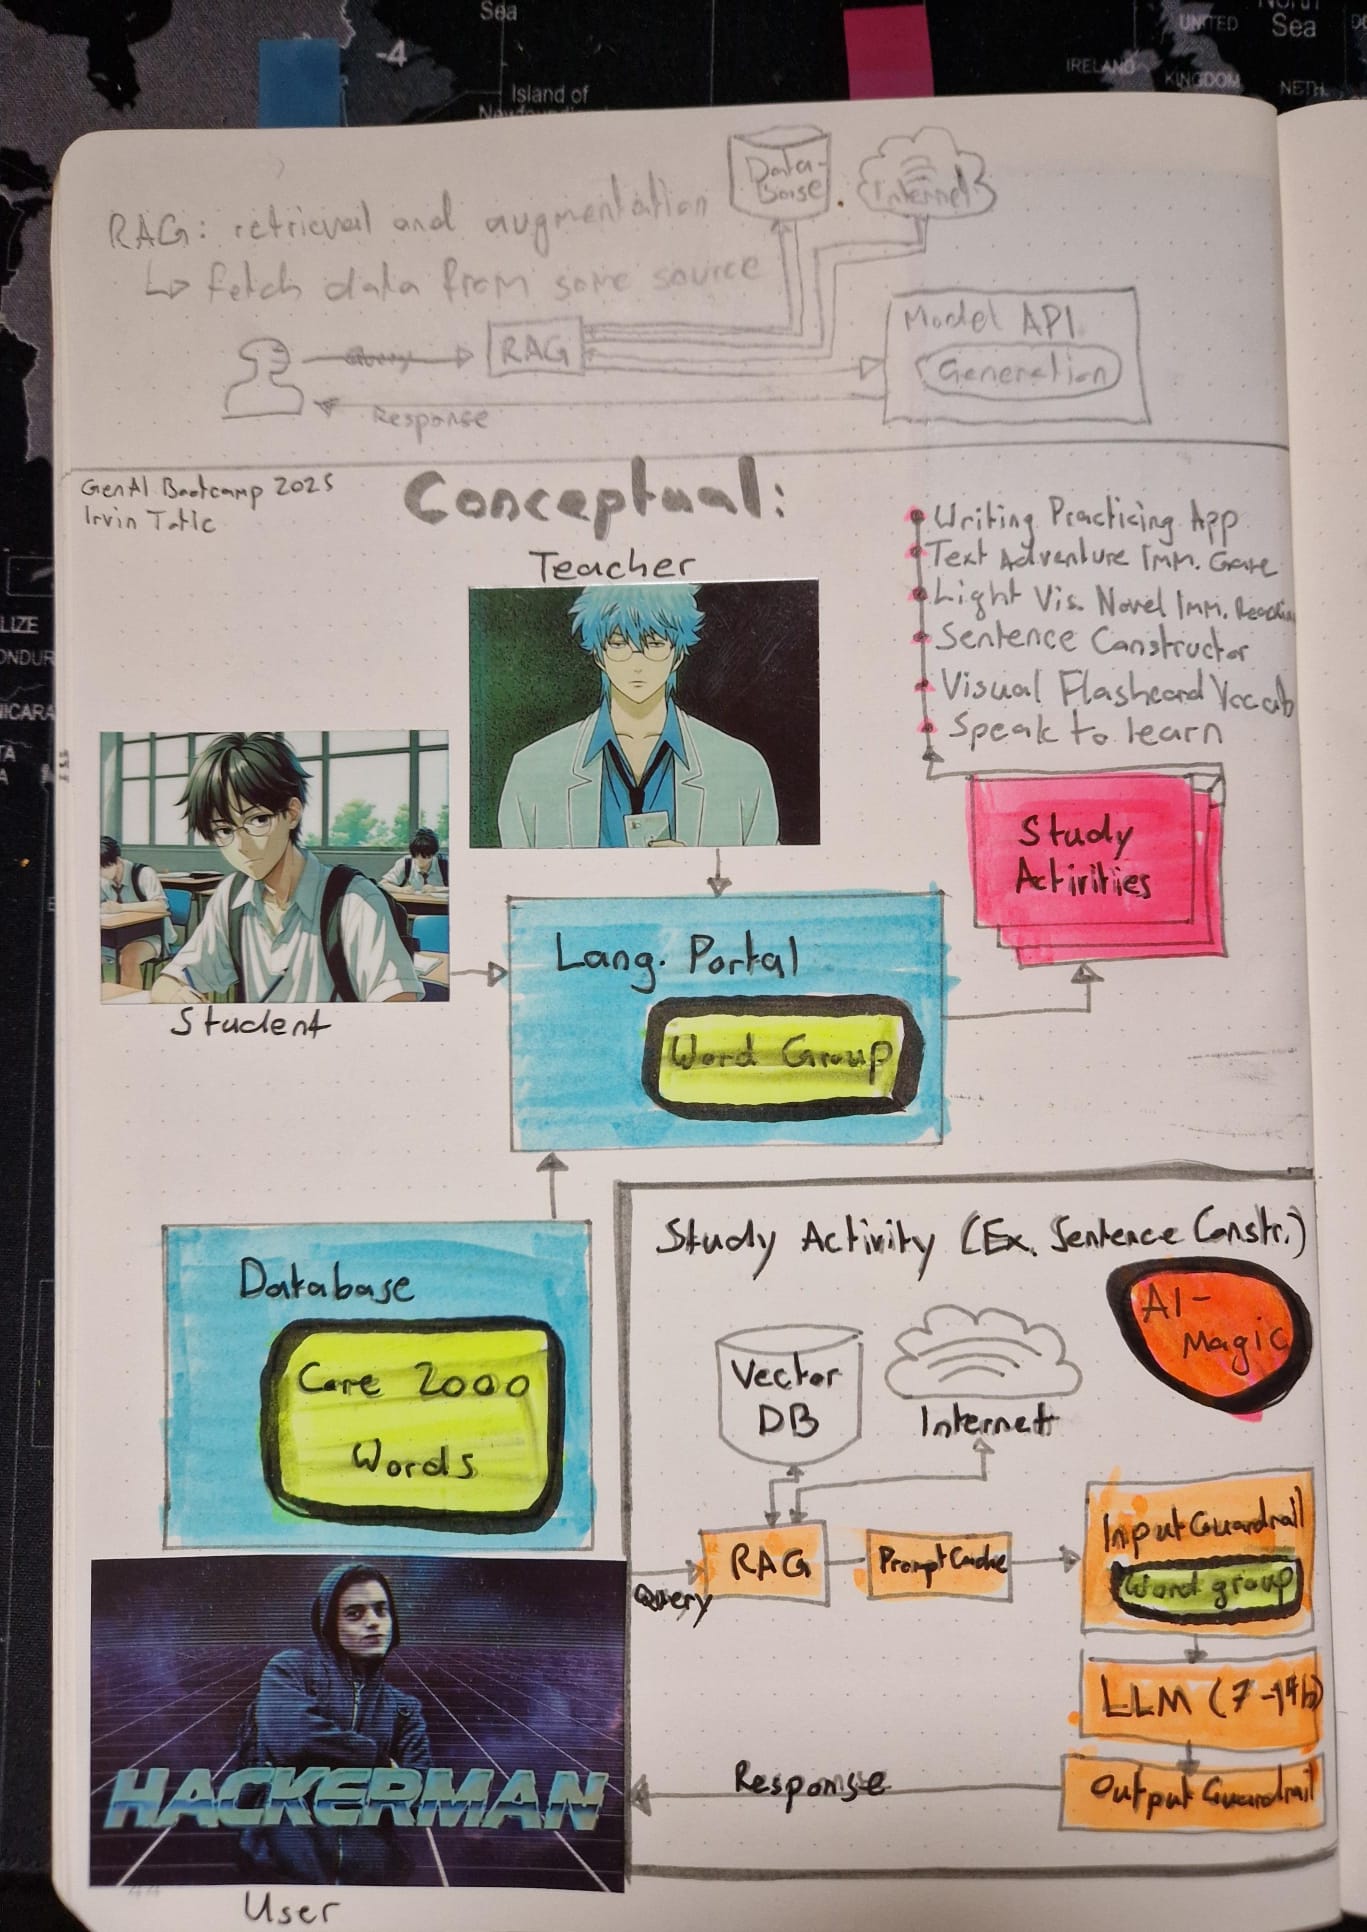 Sea
-4
Island of
UNITED
KINGDOM
IRELAND
Sea
NETH.
Data-
base
Internet
RAG: retrieval and augmentation
↳ fetch data from some source
Query
RAG
Model API
Generation
Response
GenAI Bootcamp 2025
Irvin Tatlc
Conceptual:
Teacher
Writing Practicing App
Text Adventure Imm. Game
Light Vis. Novel Imm. Reading
Sentence Constructor
Visual Flashcard Vocab
Speak to learn
Study
Activities
Student
Lang. Portal
Word Group
Database
Core 2000
Words
Study Activity (Ex. Sentence Constr.)
AI-
Magic
Vector
DB
Internet
Query
RAG
Prompt Cache
Input Guardrail
Word group
LLM (7-14b)
Output Guardrail
Response
HACKERMAN
User
44